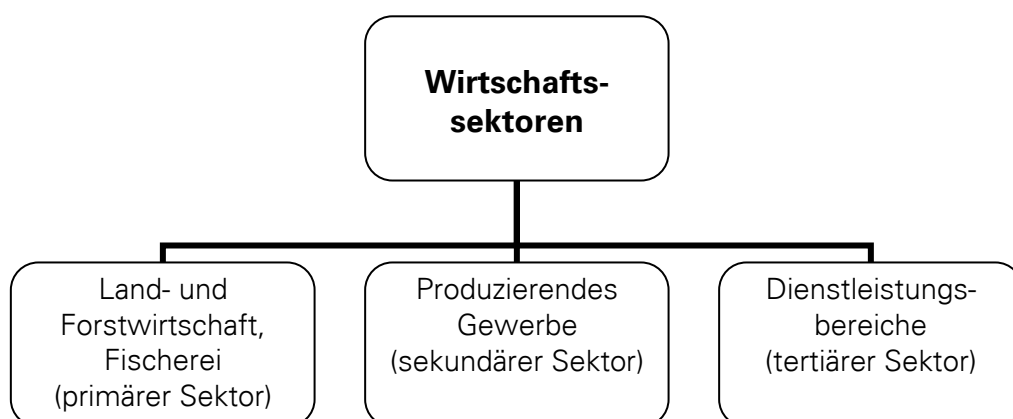 Wirtschafts-
sektoren
Land- und
Forstwirtschaft,
Fischerei
(primärer Sektor)
Produzierendes
Gewerbe
(sekundärer Sektor)
Dienstleistungs-
bereiche
(tertiärer Sektor)